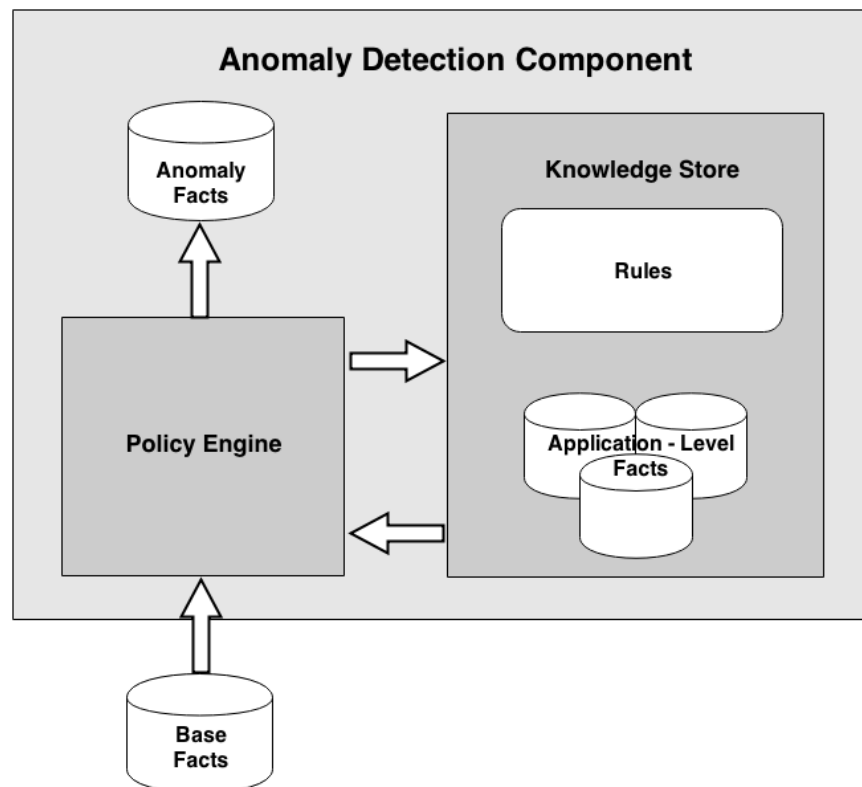 Anomaly Detection Component
Anomaly
Facts
Knowledge Store
Rules
Policy Engine
Application - Level
Facts
Base
Facts